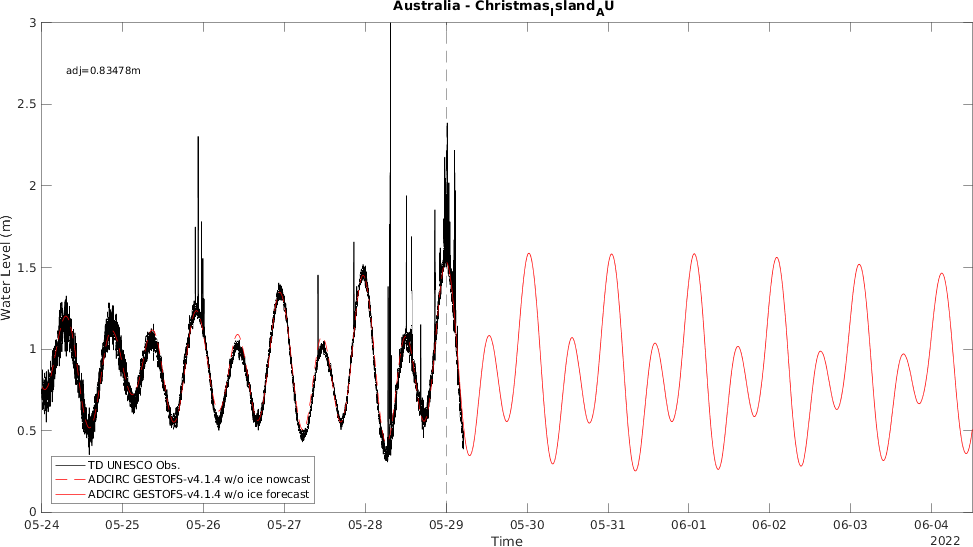 Australia - Christmas_Island_AU
3
adj=0.83478m
2.5
2
1.5
1
0.5
0
Water Level (m)
TD UNESCO Obs.
ADCIRC GESTOFS-v4.1.4 w/o ice nowcast
ADCIRC GESTOFS-v4.1.4 w/o ice forecast
05-24 05-25 05-26 05-27 05-28 05-29 05-30 05-31 06-01 06-02 06-03 06-04
Time 2022